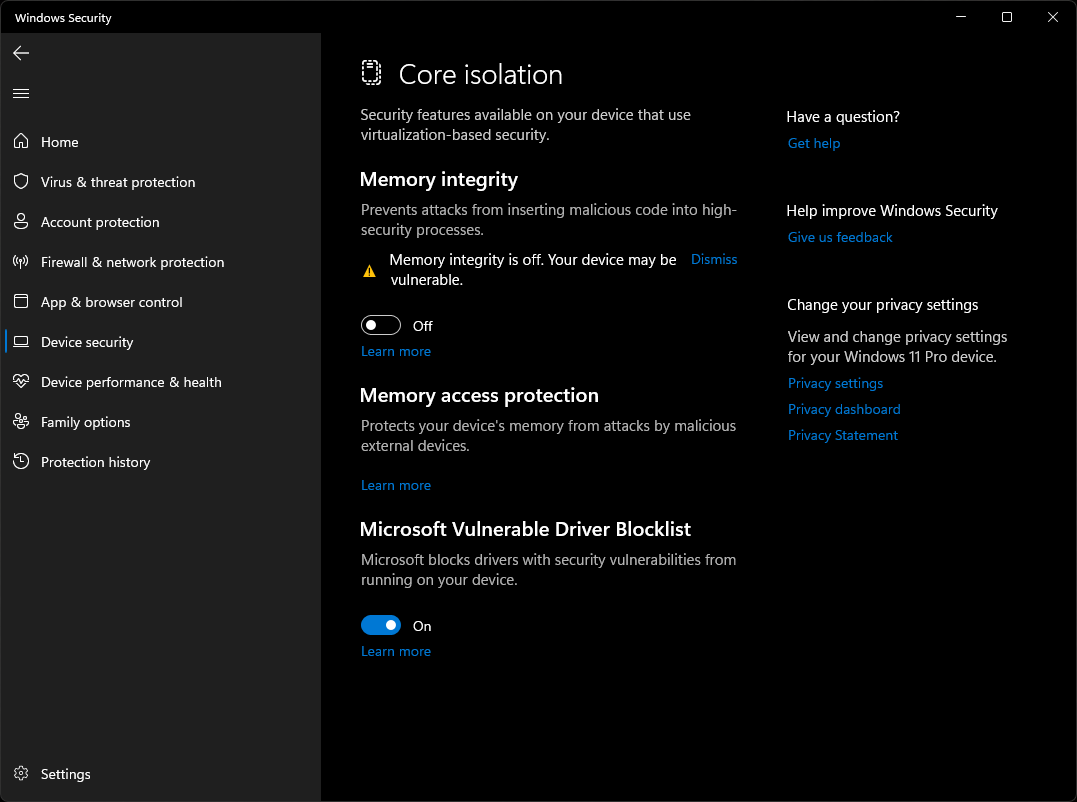 Windows Security
Home
Virus & threat protection
Account protection
Firewall & network protection
App & browser control
Device security
Device performance & health
Family options
Protection history
Settings
Core isolation
Security features available on your device that use
virtualization-based security.
Memory integrity
Prevents attacks from inserting malicious code into high-
security processes.
Memory integrity is off. Your device may be
vulnerable.
Dismiss
Off
Learn more
Memory access protection
Protects your device's memory from attacks by malicious
external devices.
Learn more
Microsoft Vulnerable Driver Blocklist
Microsoft blocks drivers with security vulnerabilities from
running on your device.
On
Learn more
Have a question?
Get help
Help improve Windows Security
Give us feedback
Change your privacy settings
View and change privacy settings
for your Windows 11 Pro device.
Privacy settings
Privacy dashboard
Privacy Statement